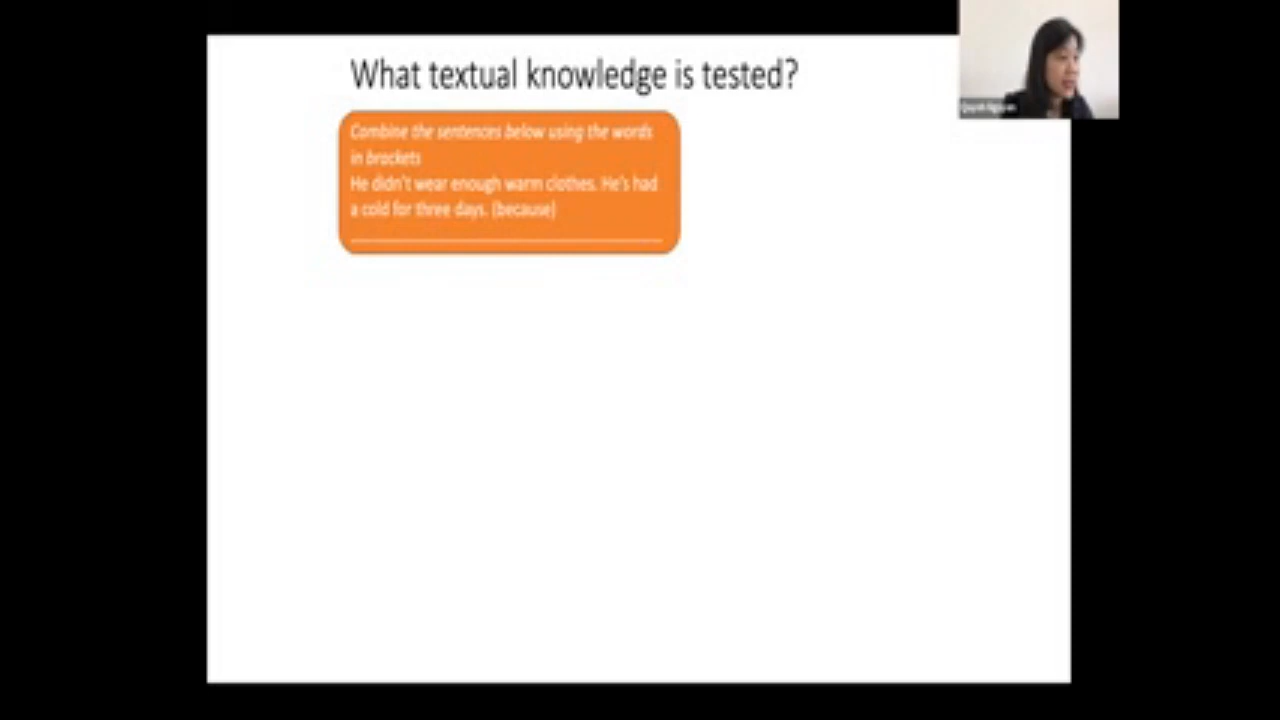 What textual knowledge is tested?
Combine the sentences below using the words
in brackets
He didn't wear enough warm clothes. He's had
a cold for three days. (because)